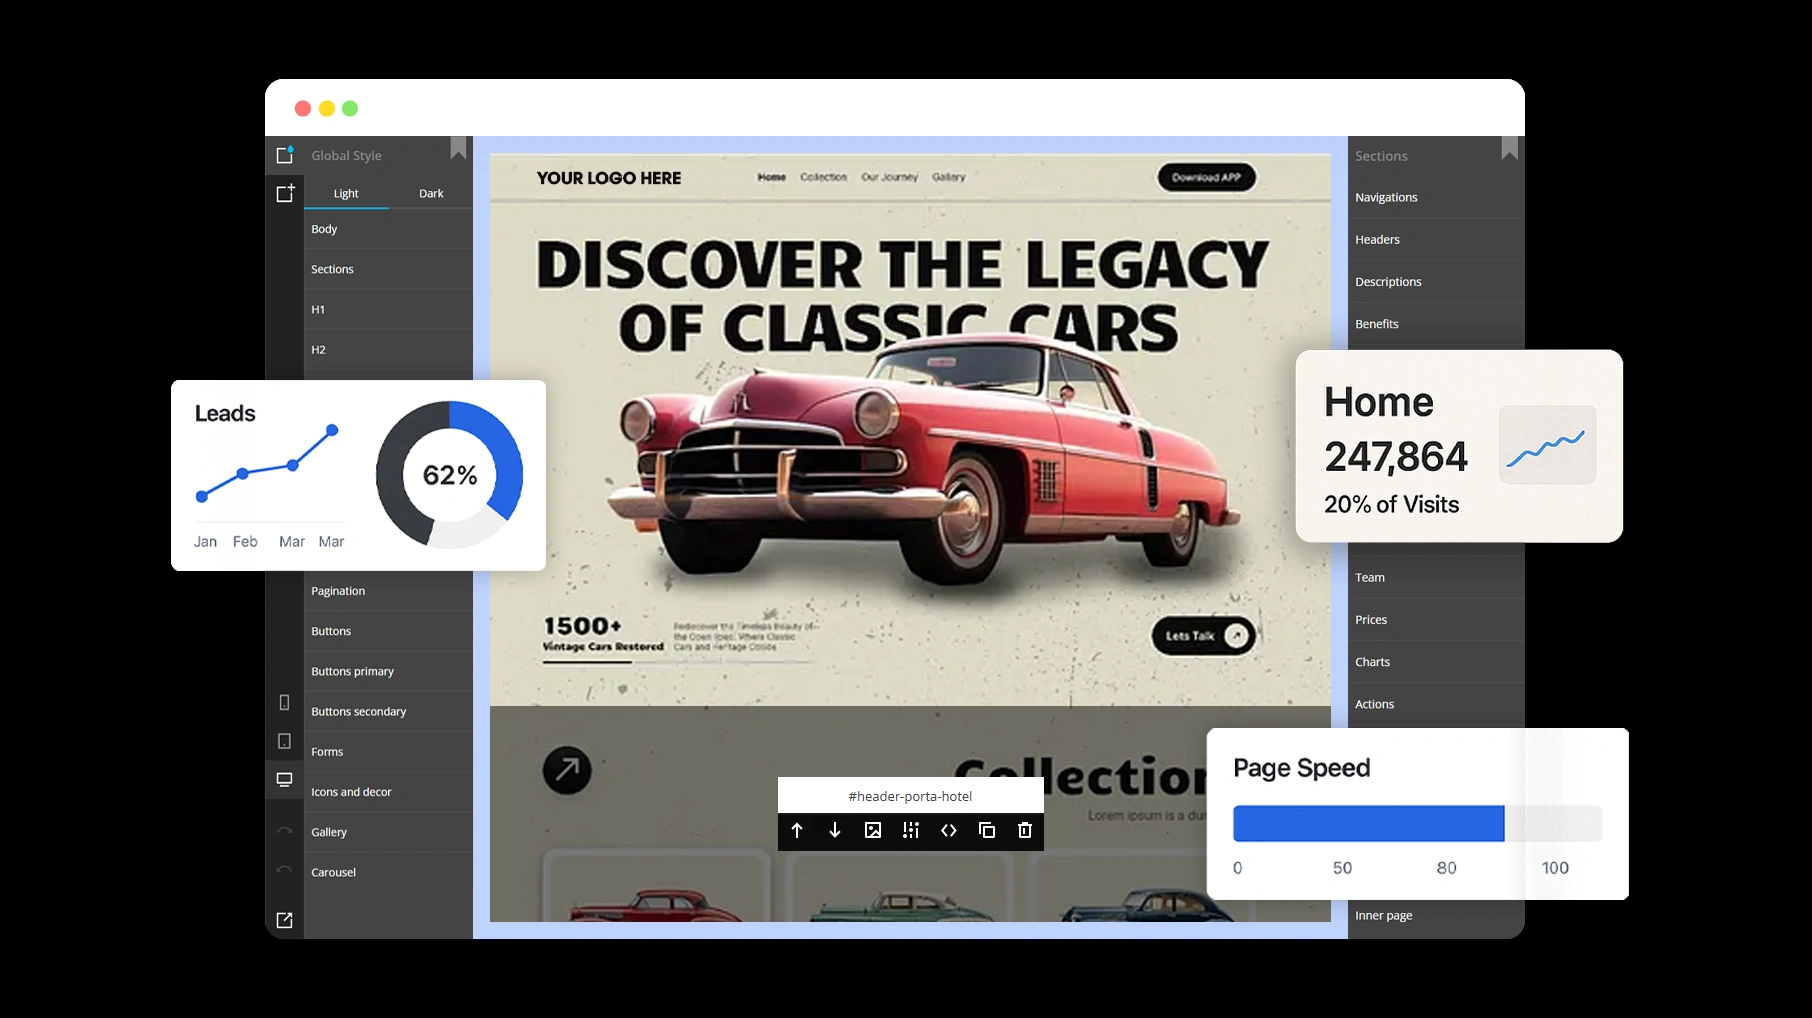 Global Style
Light
Dark
Body
Sections
H1
H2
Pagination
Buttons
Buttons primary
Buttons secondary
Forms
Icons and decor
Gallery
Carousel
Leads
Jan Feb Mar Mar
62%
YOUR LOGO HERE
Home Collection Our Journey Gallery
Download APP
DISCOVER THE LEGACY
OF CLASSIC CARS
1500+
Vintage Cars Restored
Rediscover the Timeless Beauty of
the Open Road, Where Classic
Cars and Heritage Collide
Lets Talk
Collection
Lorem Ipsum is a dum
#header-porta-hotel
Sections
Navigations
Headers
Descriptions
Benefits
Home
247,864
20% of Visits
Team
Prices
Charts
Actions
Page Speed
0 50 80 100
Inner page